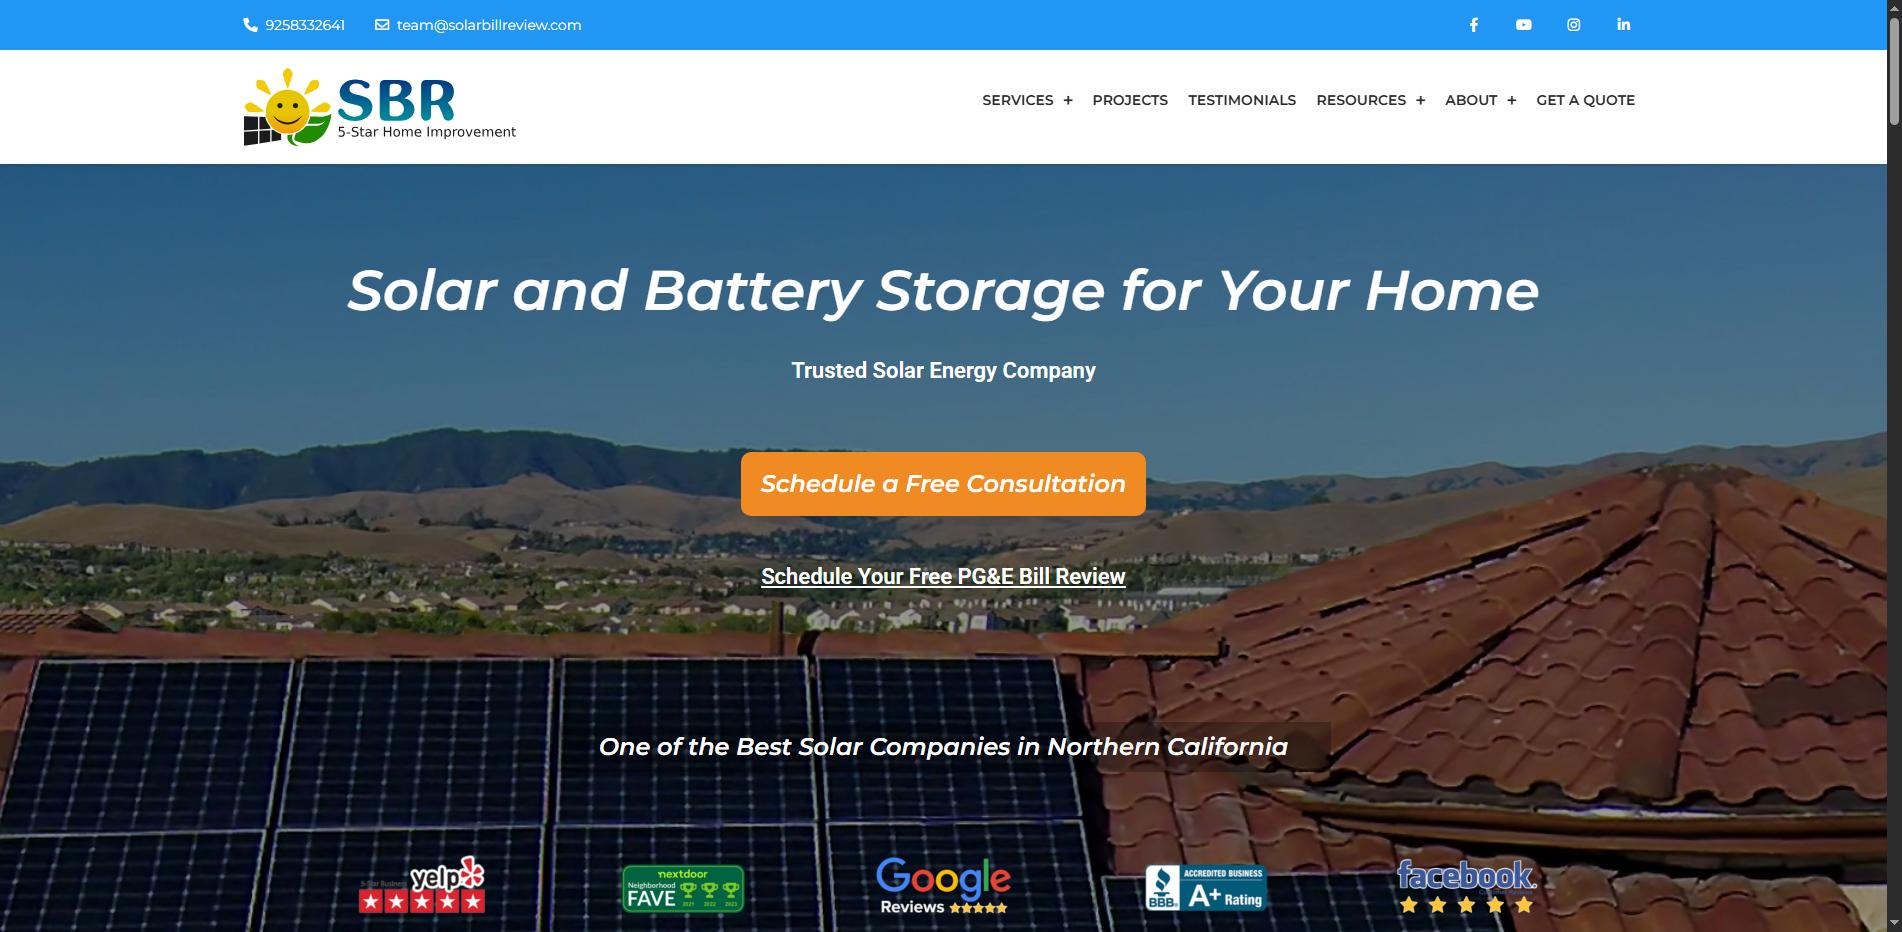 9258332641 team@solarbillreview.com
SBR
5-Star Home Improvement
SERVICES + PROJECTS TESTIMONIALS RESOURCES + ABOUT + GET A QUOTE
Solar and Battery Storage for Your Home
Trusted Solar Energy Company
Schedule a Free Consultation
Schedule Your Free PG&E Bill Review
One of the Best Solar Companies in Northern California
5-Star Business yelp
nextdoor
Neighborhood
FAVE
2021 2022 2023
Google
Reviews
BBB
ACCREDITED BUSINESS
A+ Rating
facebook.